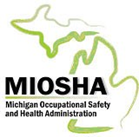 MIOSHA
Michigan Occupational Safety
and Health Administration